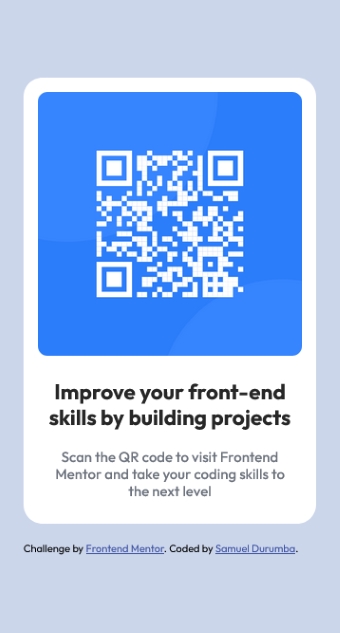 Improve your front-end
skills by building projects
Scan the QR code to visit Frontend
Mentor and take your coding skills to
the next level
Challenge by Frontend Mentor. Coded by Samuel Durumba.